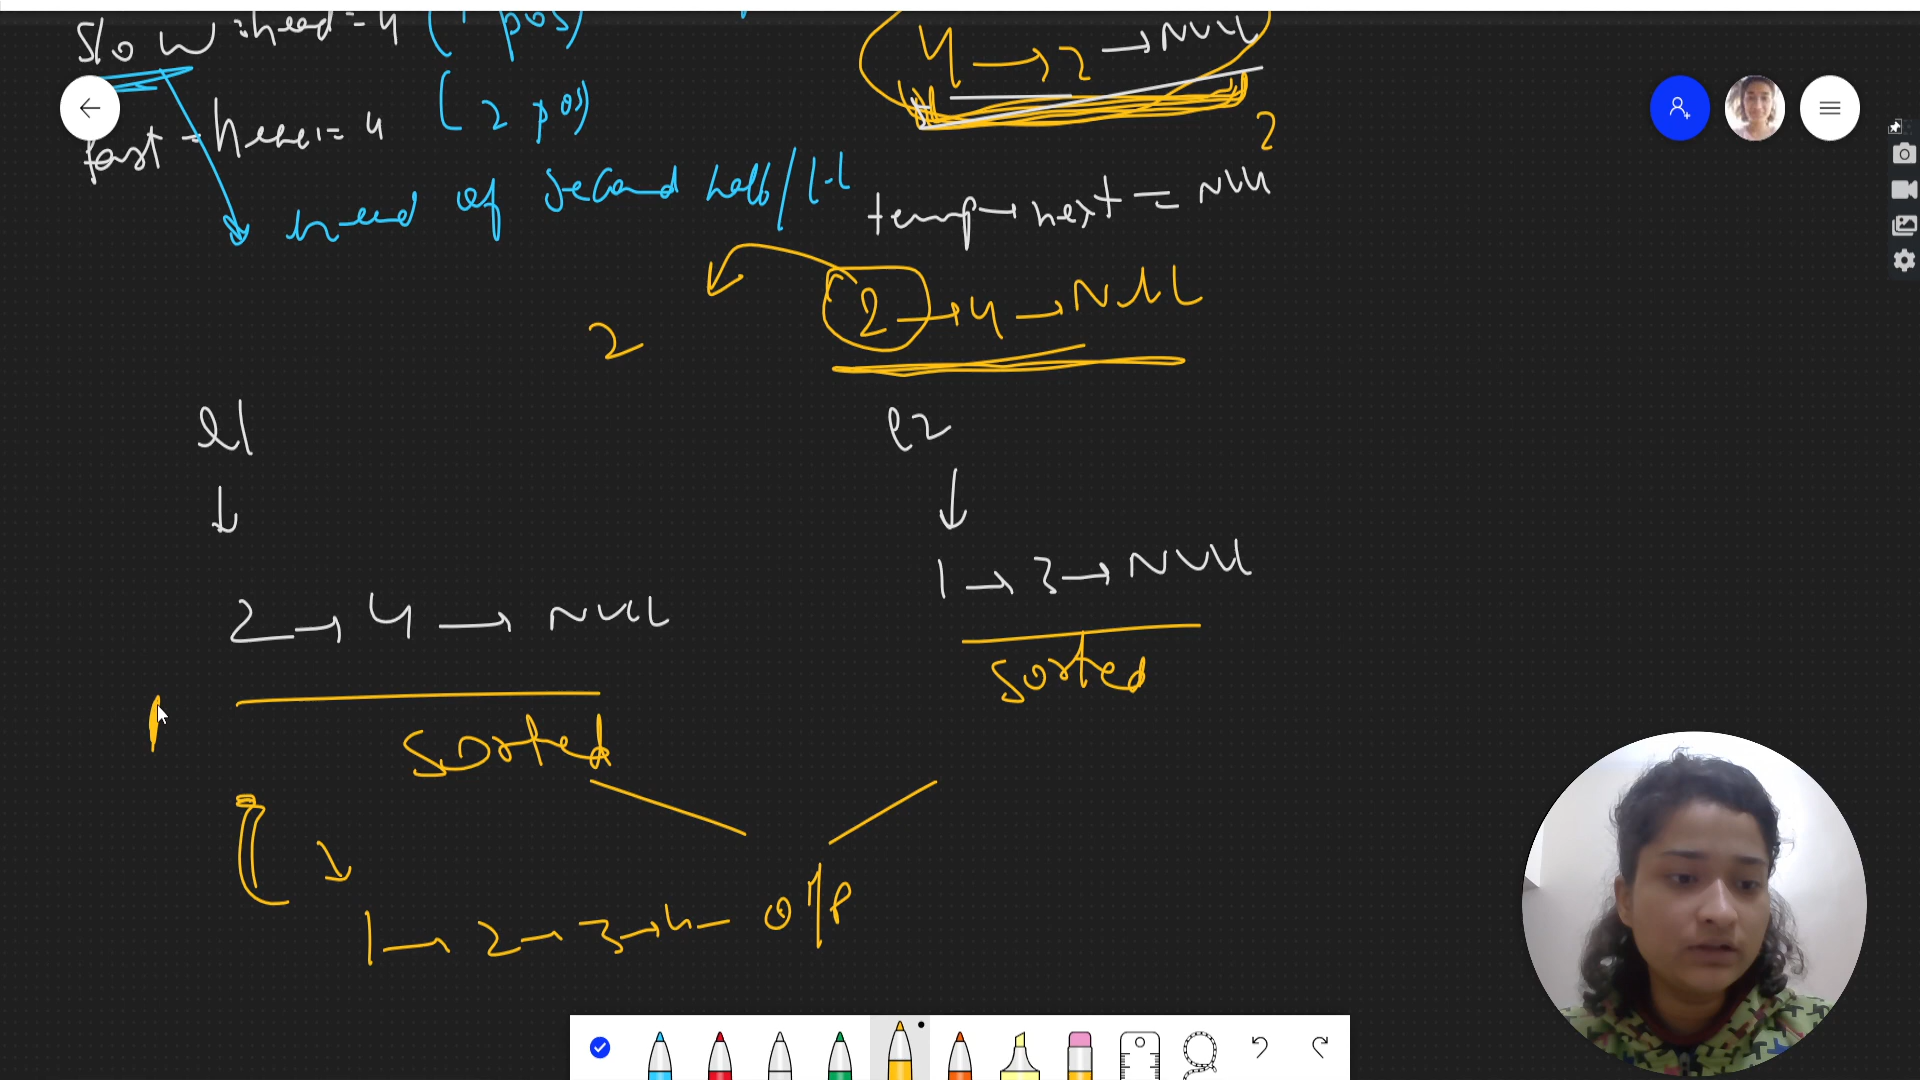 slow = head = 4 (1 pos)
4 → 2 → NULL
fast = head = 4 (2 pos)
2
head of second half/l.l
temp → next = NULL
2 → 4 → NULL
2
l1
l2
1 → 3 → NULL
2 → 4 → NULL
sorted
sorted
1 → 2 → 3 → 4 → O/P